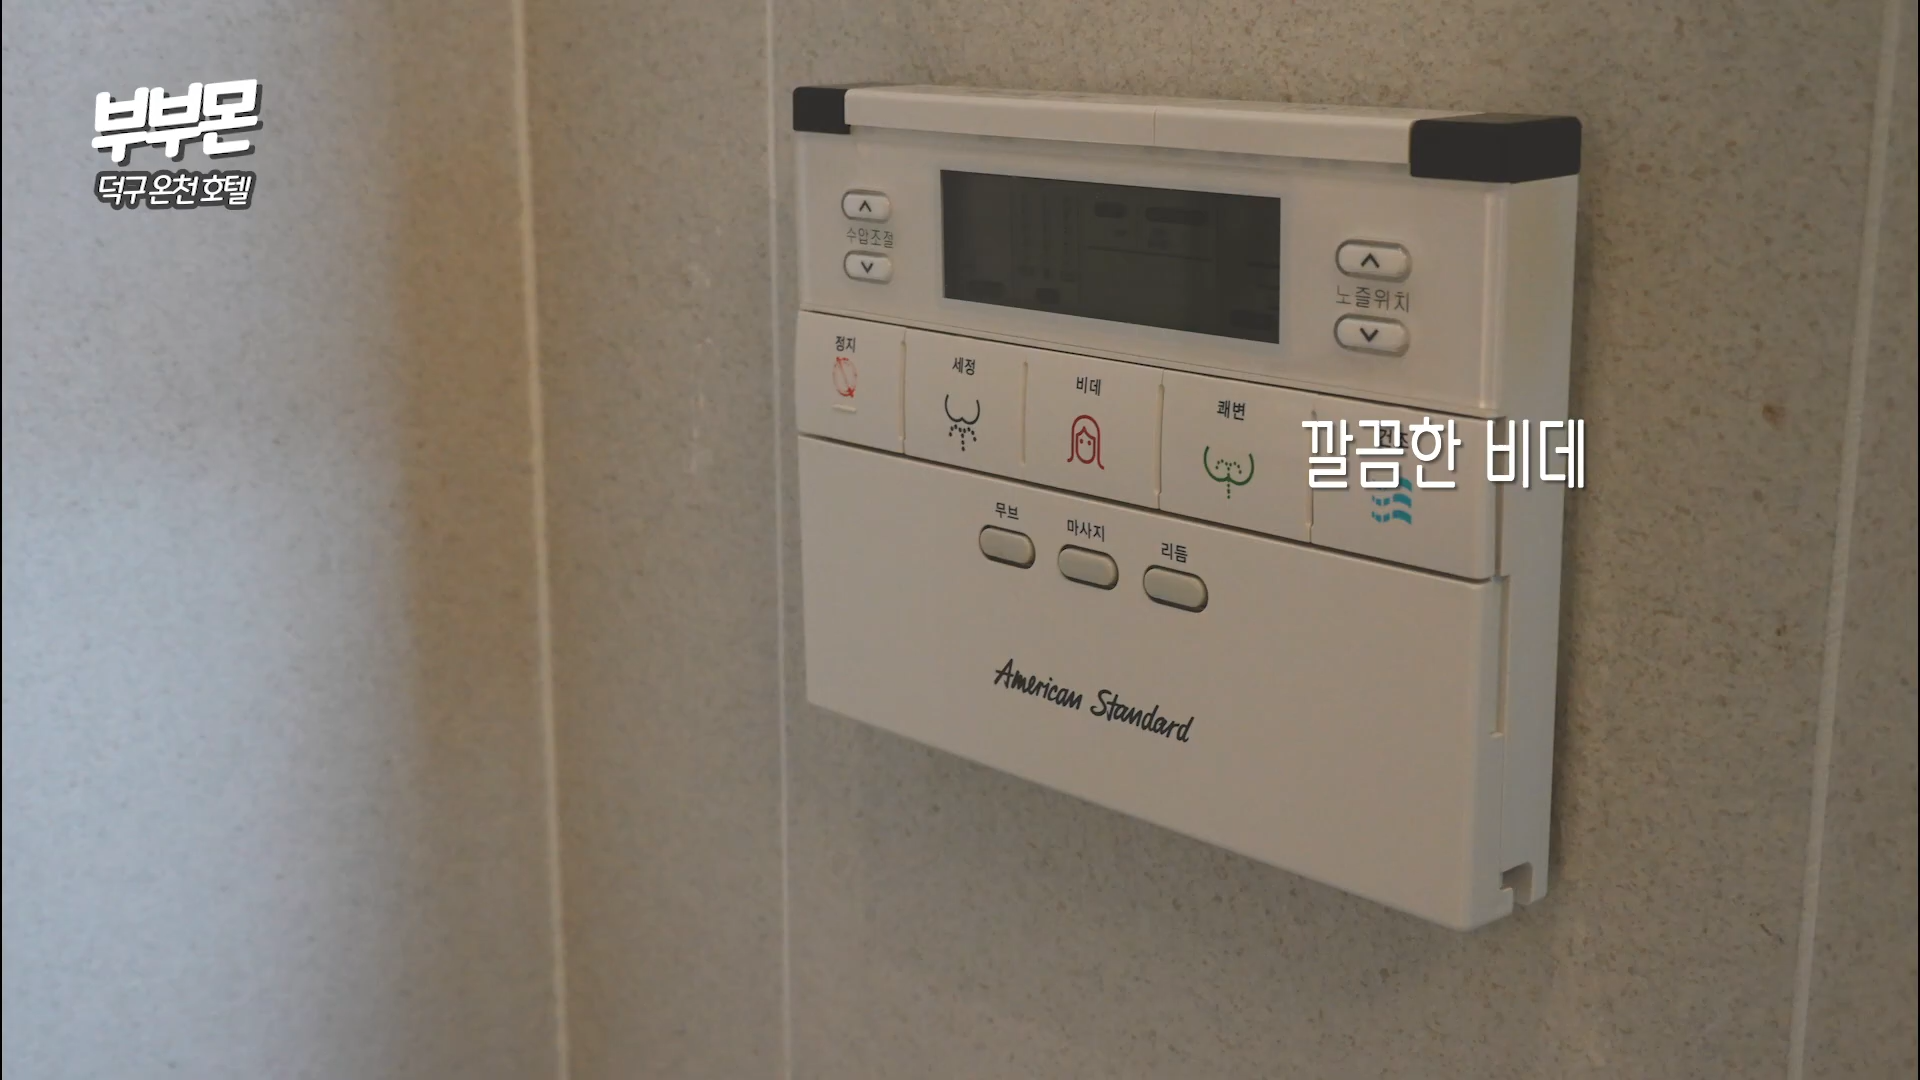 부부몬
덕구 온천 호텔
수압조절
노즐위치
정지
세정
비데
쾌변
건조
깔끔한 비데
무브
마사지
리듬
American Standard